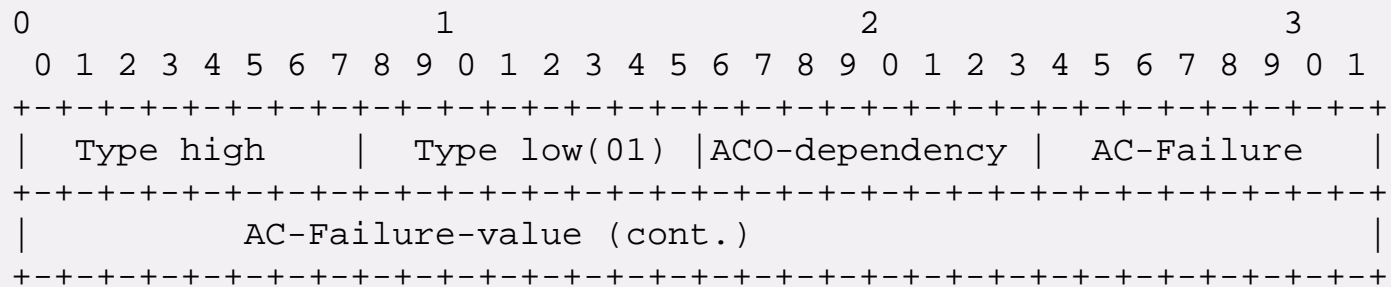 0                   1                   2                   3
 0 1 2 3 4 5 6 7 8 9 0 1 2 3 4 5 6 7 8 9 0 1 2 3 4 5 6 7 8 9 0 1
+-+-+-+-+-+-+-+-+-+-+-+-+-+-+-+-+-+-+-+-+-+-+-+-+-+-+-+-+-+-+-+-+
|  Type high    |  Type low(01) |ACO-dependency |  AC-Failure   |
+-+-+-+-+-+-+-+-+-+-+-+-+-+-+-+-+-+-+-+-+-+-+-+-+-+-+-+-+-+-+-+-+
|          AC-Failure-value (cont.)                             |
+-+-+-+-+-+-+-+-+-+-+-+-+-+-+-+-+-+-+-+-+-+-+-+-+-+-+-+-+-+-+-+-+